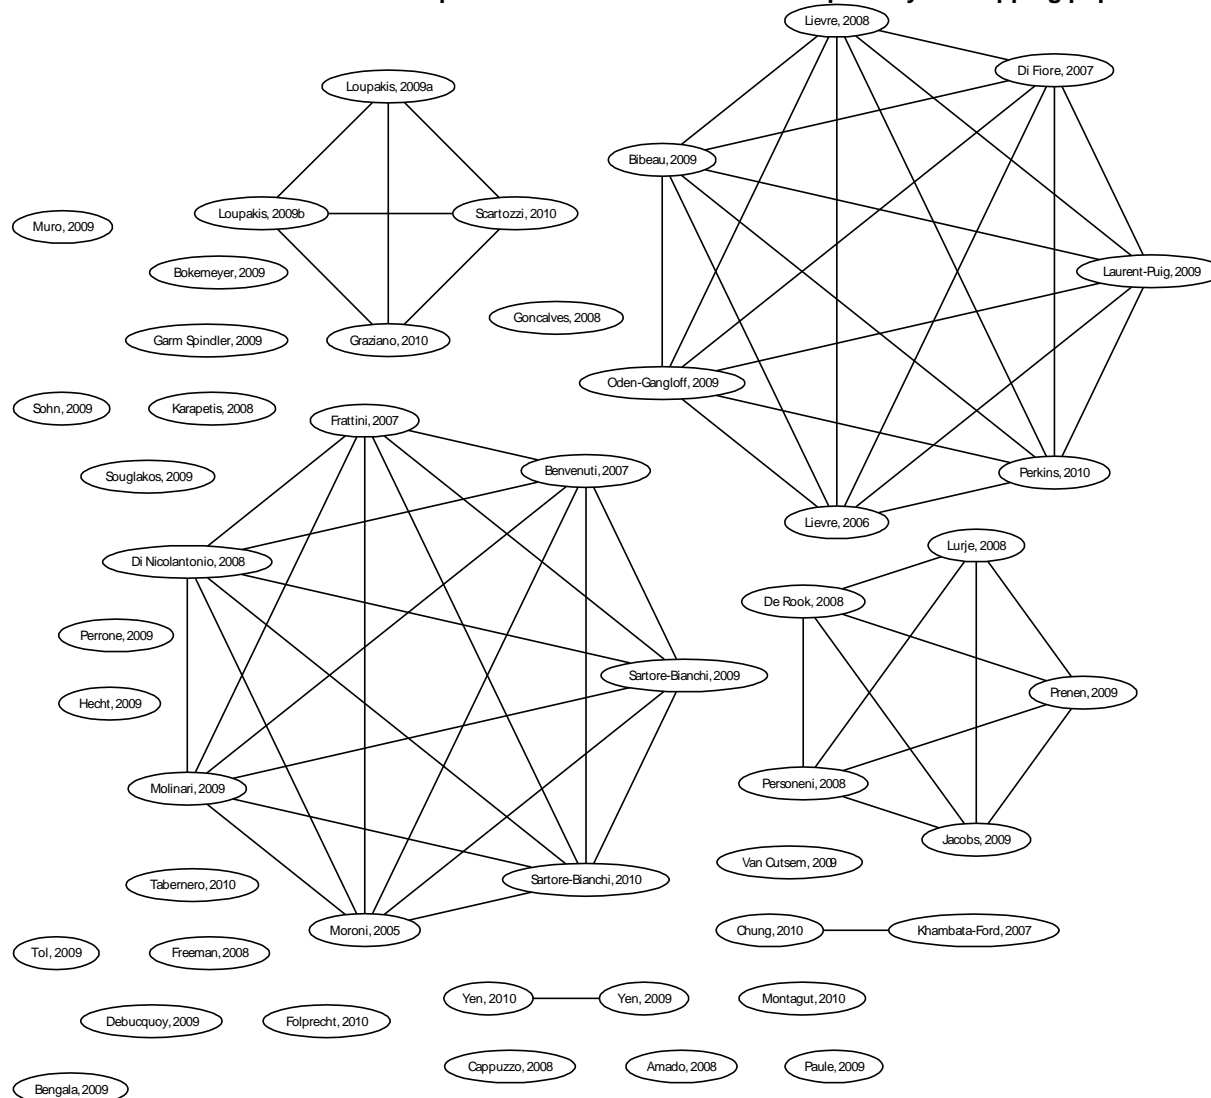 Lievre, 2008
Di Fiore, 2007
Loupakis, 2009a
Bibeau, 2009
Loupakis, 2009b
Scartozzi, 2010
Muro, 2009
Bokemeyer, 2009
Laurent-Puig, 2009
Goncalves, 2008
Garm Spindler, 2009
Graziano, 2010
Oden-Gangloff, 2009
Sohn, 2009
Karapetis, 2008
Frattini, 2007
Souglakos, 2009
Benvenuti, 2007
Perkins, 2010
Lievre, 2006
Lurje, 2008
Di Nicolantonio, 2008
De Rook, 2008
Perrone, 2009
Sartore-Bianchi, 2009
Prenen, 2009
Hecht, 2009
Molinari, 2009
Personeni, 2008
Jacobs, 2009
Van Cutsem, 2009
Tabernero, 2010
Sartore-Bianchi, 2010
Moroni, 2005
Chung, 2010
Khambata-Ford, 2007
Tol, 2009
Freeman, 2008
Yen, 2010
Yen, 2009
Montagut, 2010
Debucquoy, 2009
Folprecht, 2010
Cappuzzo, 2008
Amado, 2008
Paule, 2009
Bengala, 2009